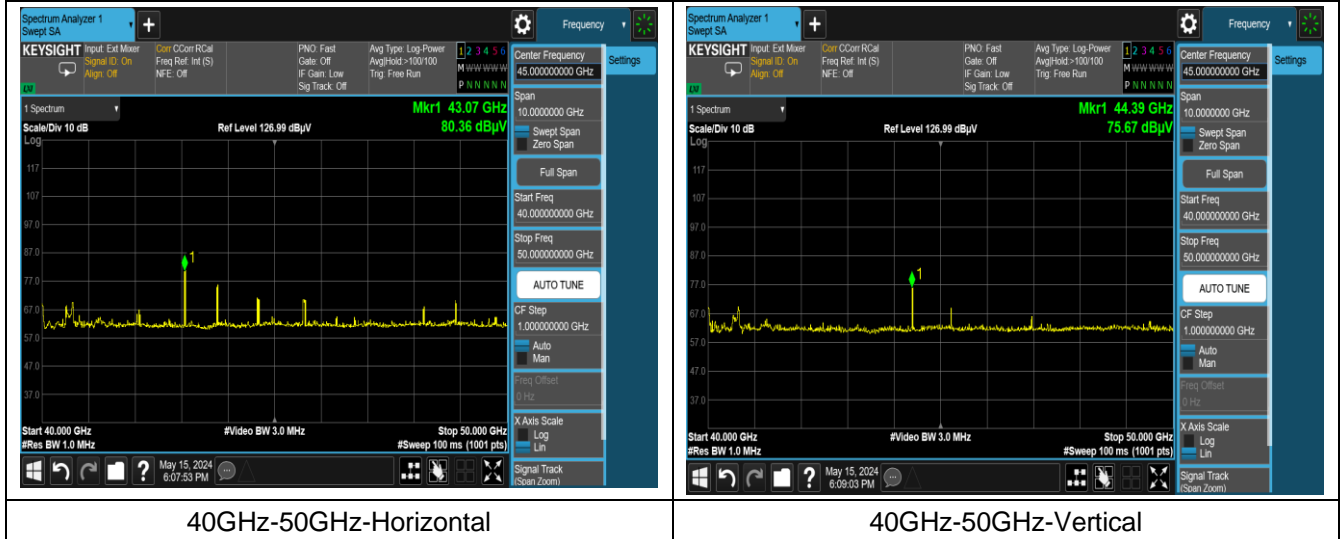 Spectrum Analyzer 1
Swept SA
Frequency
KEYSIGHT
Input: Ext Mixer
Signal ID: On
Align: Off
Corr CCorr RCal
Freq Ref: Int (S)
NFE: Off
PNO: Fast
Gate: Off
IF Gain: Low
Sig Track: Off
Avg Type: Log-Power
Avg|Hold:>100/100
Trig: Free Run
1 2 3 4 5 6
M W W W W W
P N N N N N
LXI
1 Spectrum
Mkr1 43.07 GHz
80.36 dBµV
Scale/Div 10 dB
Ref Level 126.99 dBµV
Log
117
107
97.0
87.0
77.0
67.0
57.0
47.0
37.0
1
Start 40.000 GHz
#Video BW 3.0 MHz
Stop 50.000 GHz
#Res BW 1.0 MHz
#Sweep 100 ms (1001 pts)
Center Frequency
45.000000000 GHz
Settings
Span
10.0000000 GHz
Swept Span
Zero Span
Full Span
Start Freq
40.000000000 GHz
Stop Freq
50.000000000 GHz
AUTO TUNE
CF Step
1.000000000 GHz
Auto
Man
Freq Offset
0 Hz
X Axis Scale
Log
Lin
Signal Track
(Span Zoom)
?
May 15, 2024
6:07:53 PM
40GHz-50GHz-Horizontal
Spectrum Analyzer 1
Swept SA
Frequency
KEYSIGHT
Input: Ext Mixer
Signal ID: On
Align: Off
Corr CCorr RCal
Freq Ref: Int (S)
NFE: Off
PNO: Fast
Gate: Off
IF Gain: Low
Sig Track: Off
Avg Type: Log-Power
Avg|Hold:>100/100
Trig: Free Run
1 2 3 4 5 6
M W W W W W
P N N N N N
LXI
1 Spectrum
Mkr1 44.39 GHz
75.67 dBµV
Scale/Div 10 dB
Ref Level 126.99 dBµV
Log
117
107
97.0
87.0
77.0
67.0
57.0
47.0
37.0
1
Start 40.000 GHz
#Video BW 3.0 MHz
Stop 50.000 GHz
#Res BW 1.0 MHz
#Sweep 100 ms (1001 pts)
Center Frequency
45.000000000 GHz
Settings
Span
10.0000000 GHz
Swept Span
Zero Span
Full Span
Start Freq
40.000000000 GHz
Stop Freq
50.000000000 GHz
AUTO TUNE
CF Step
1.000000000 GHz
Auto
Man
Freq Offset
0 Hz
X Axis Scale
Log
Lin
Signal Track
(Span Zoom)
?
May 15, 2024
6:09:03 PM
40GHz-50GHz-Vertical